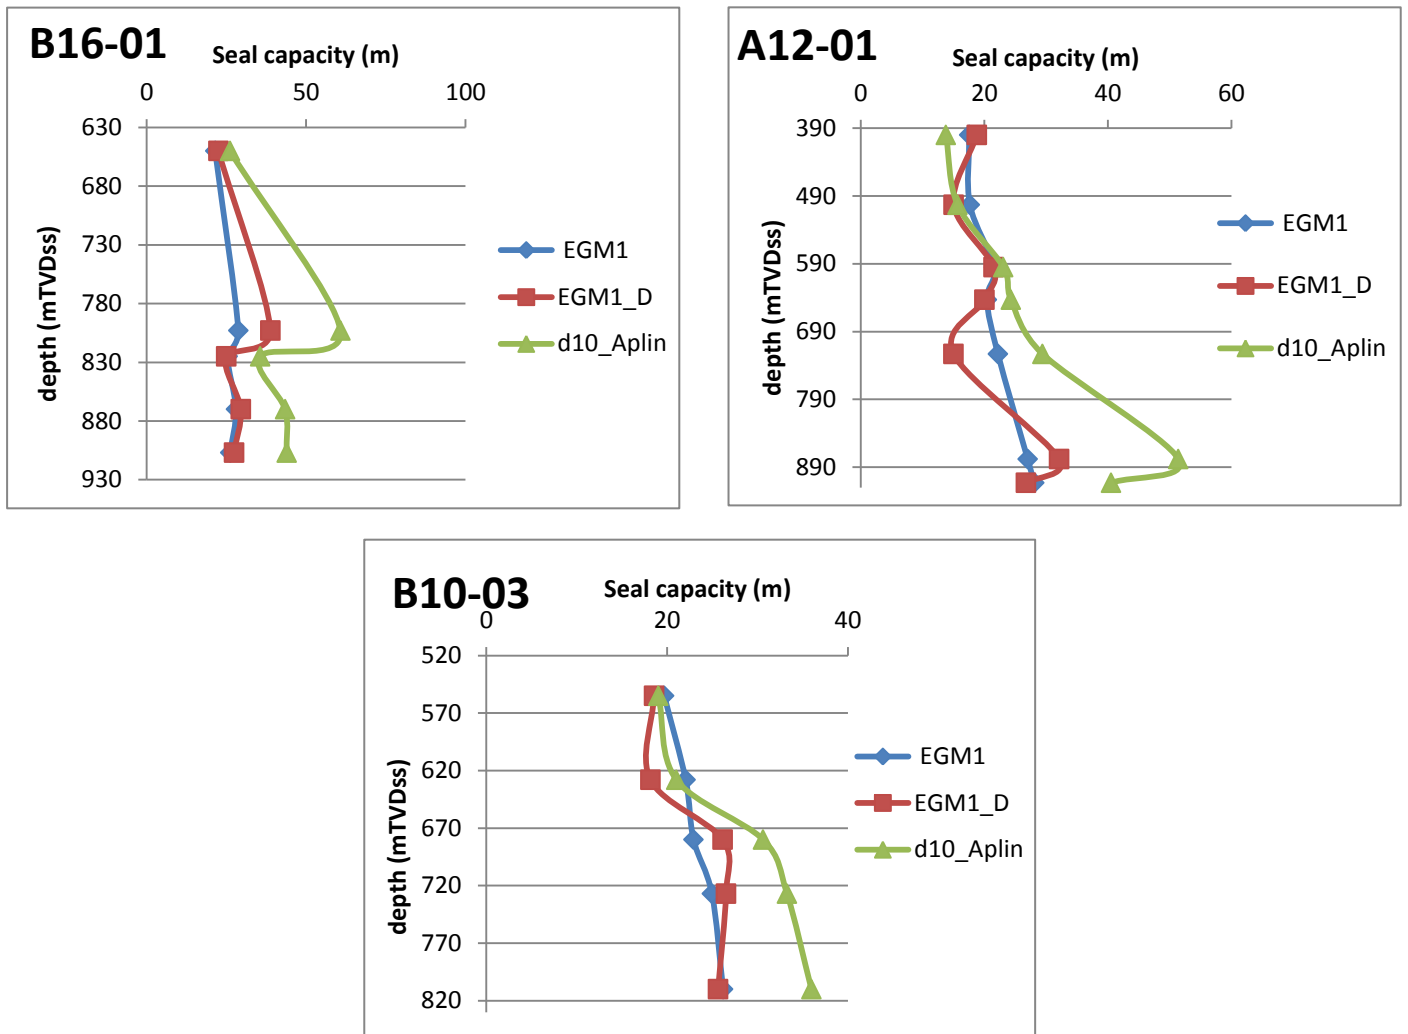 B16-01
Seal capacity (m)
0 50 100
630
680
730
780
830
880
930
depth (mTVDss)
EGM1
EGM1_D
d10_Aplin
A12-01
Seal capacity (m)
0 20 40 60
390
490
590
690
790
890
depth (mTVDss)
EGM1
EGM1_D
d10_Aplin
B10-03
Seal capacity (m)
0 20 40
520
570
620
670
720
770
820
depth (mTVDss)
EGM1
EGM1_D
d10_Aplin